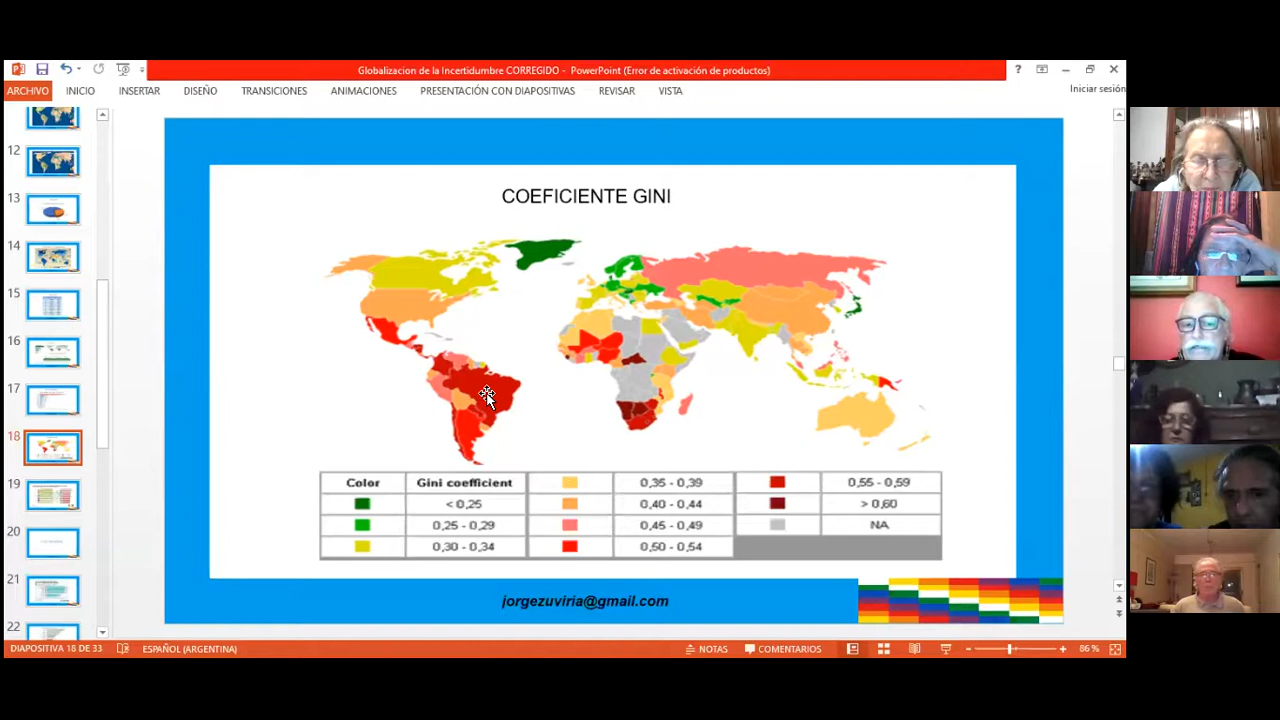 Globalizacion de la Incertidumbre CORREGIDO - PowerPoint (Error de activación de productos)
ARCHIVO INICIO INSERTAR DISEÑO TRANSICIONES ANIMACIONES PRESENTACIÓN CON DIAPOSITIVAS REVISAR VISTA Iniciar sesión
12
13
14
15
16
17
18
19
20
21
22
COEFICIENTE GINI
Color Gini coefficient 0,35 - 0,39 0,55 - 0,59
< 0,25 0,40 - 0,44 > 0,60
0,25 - 0,29 0,45 - 0,49 NA
0,30 - 0,34 0,50 - 0,54
jorgezuviria@gmail.com
DIAPOSITIVA 18 DE 33 ESPAÑOL (ARGENTINA) NOTAS COMENTARIOS 86 %